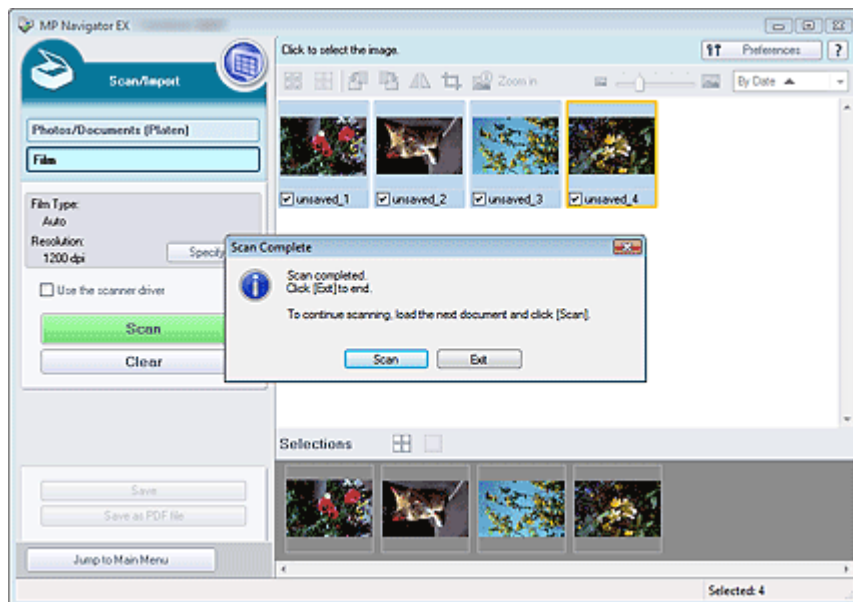 MP Navigator EX
Scan/Import
Photos/Documents (Platen)
Film
Film Type:
Auto
Resolution:
1200 dpi
Specify
Use the scanner driver
Scan
Clear
Save
Save as PDF file
Jump to Main Menu
Click to select the image.
Preferences
?
Zoom in
By Date
unsaved_1
unsaved_2
unsaved_3
unsaved_4
Scan Complete
Scan completed.
Click [Exit] to end.
To continue scanning, load the next document and click [Scan].
Scan
Exit
Selections
Selected: 4